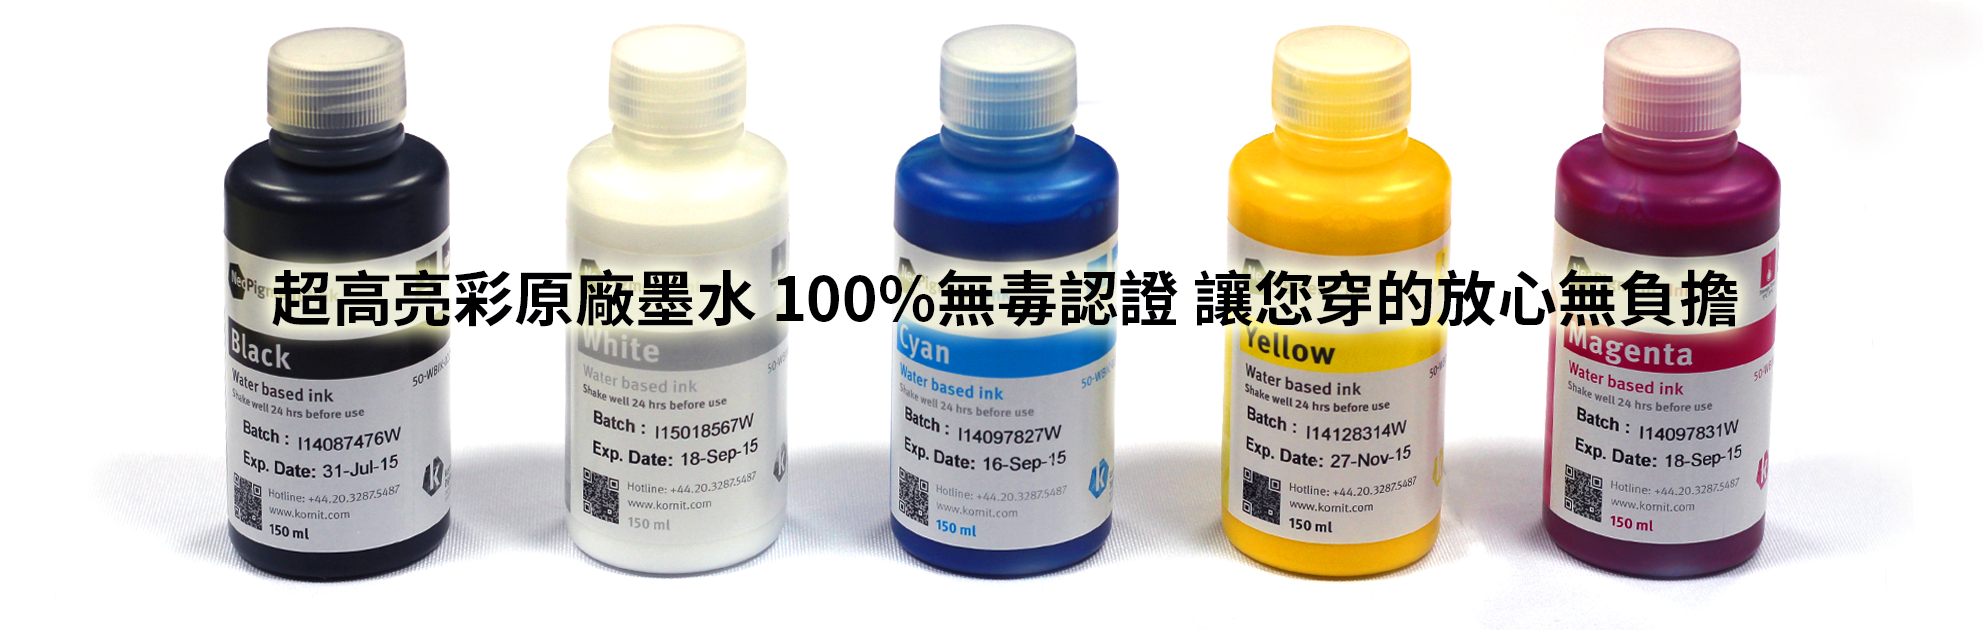 超高亮彩原廠墨水 100%無毒認證 讓您穿的放心無負擔
Black
Water based ink
Shake well 24 hrs before use
Batch : I14087476W
Exp. Date: 31-Jul-15
Hotline: +44.20.3287.5487
www.kornit.com
150 ml
White
Water based ink
Shake well 24 hrs before use
Batch : I15018567W
Exp. Date: 18-Sep-15
Hotline: +44.20.3287.5487
www.kornit.com
150 ml
Cyan
Water based ink
Shake well 24 hrs before use
Batch : I14097827W
Exp. Date: 16-Sep-15
Hotline: +44.20.3287.5487
www.kornit.com
150 ml
Yellow
Water based ink
Shake well 24 hrs before use
Batch : I14128314W
Exp. Date: 27-Nov-15
Hotline: +44.20.3287.5487
www.kornit.com
150 ml
Magenta
Water based ink
Shake well 24 hrs before use
Batch : I14097831W
Exp. Date: 18-Sep-15
Hotline: +44.20.3287.5487
www.kornit.com
150 ml